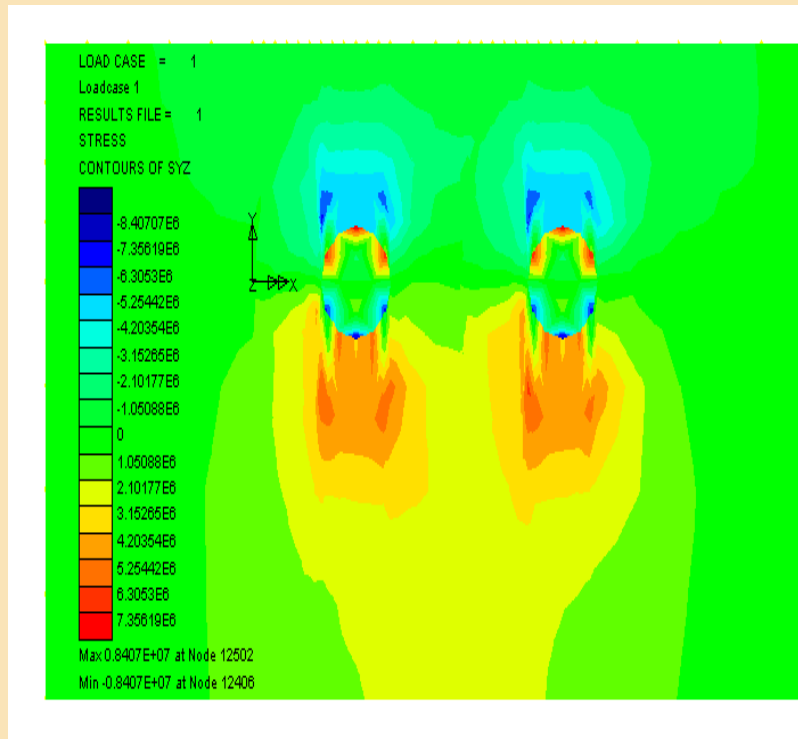 LOAD CASE = 1
Loadcase 1
RESULTS FILE = 1
STRESS
CONTOURS OF SYZ
-8.40707E6
-7.35619E6
-6.3053E6
-5.25442E6
-4.20354E6
-3.15265E6
-2.10177E6
-1.05088E6
0
1.05088E6
2.10177E6
3.15265E6
4.20354E6
5.25442E6
6.3053E6
7.35619E6
Max 0.8407E+07 at Node 12502
Min -0.8407E+07 at Node 12406
Y
Z X